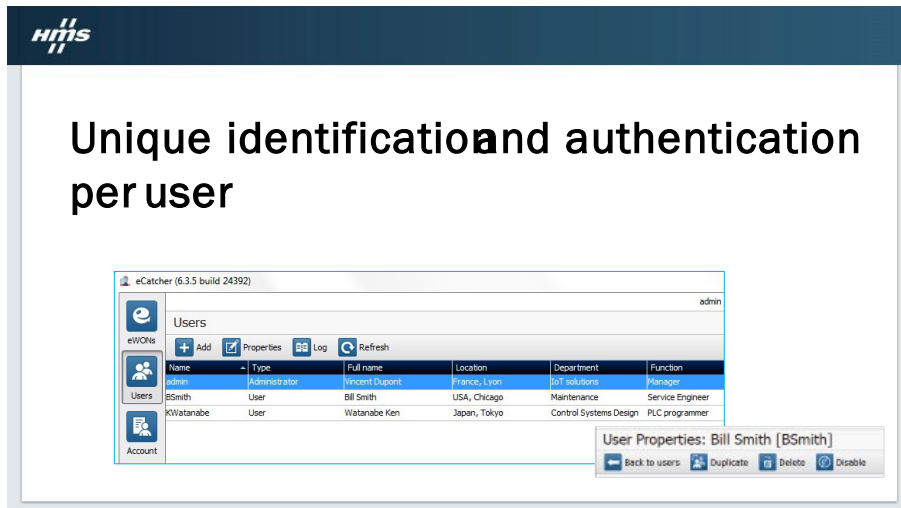 HMS
Unique identification and authentication
per user
eCatcher (6.3.5 build 24392)
admin
eWONs
Users
Add Properties Log Refresh
Name Type Full name Location Department Function
admin Administrator Vincent Dupont France, Lyon IoT solutions Manager
Users
BSmith User Bill Smith USA, Chicago Maintenance Service Engineer
KWatanabe User Watanabe Ken Japan, Tokyo Control Systems Design PLC programmer
Account
User Properties: Bill Smith [BSmith]
Back to users Duplicate Delete Disable